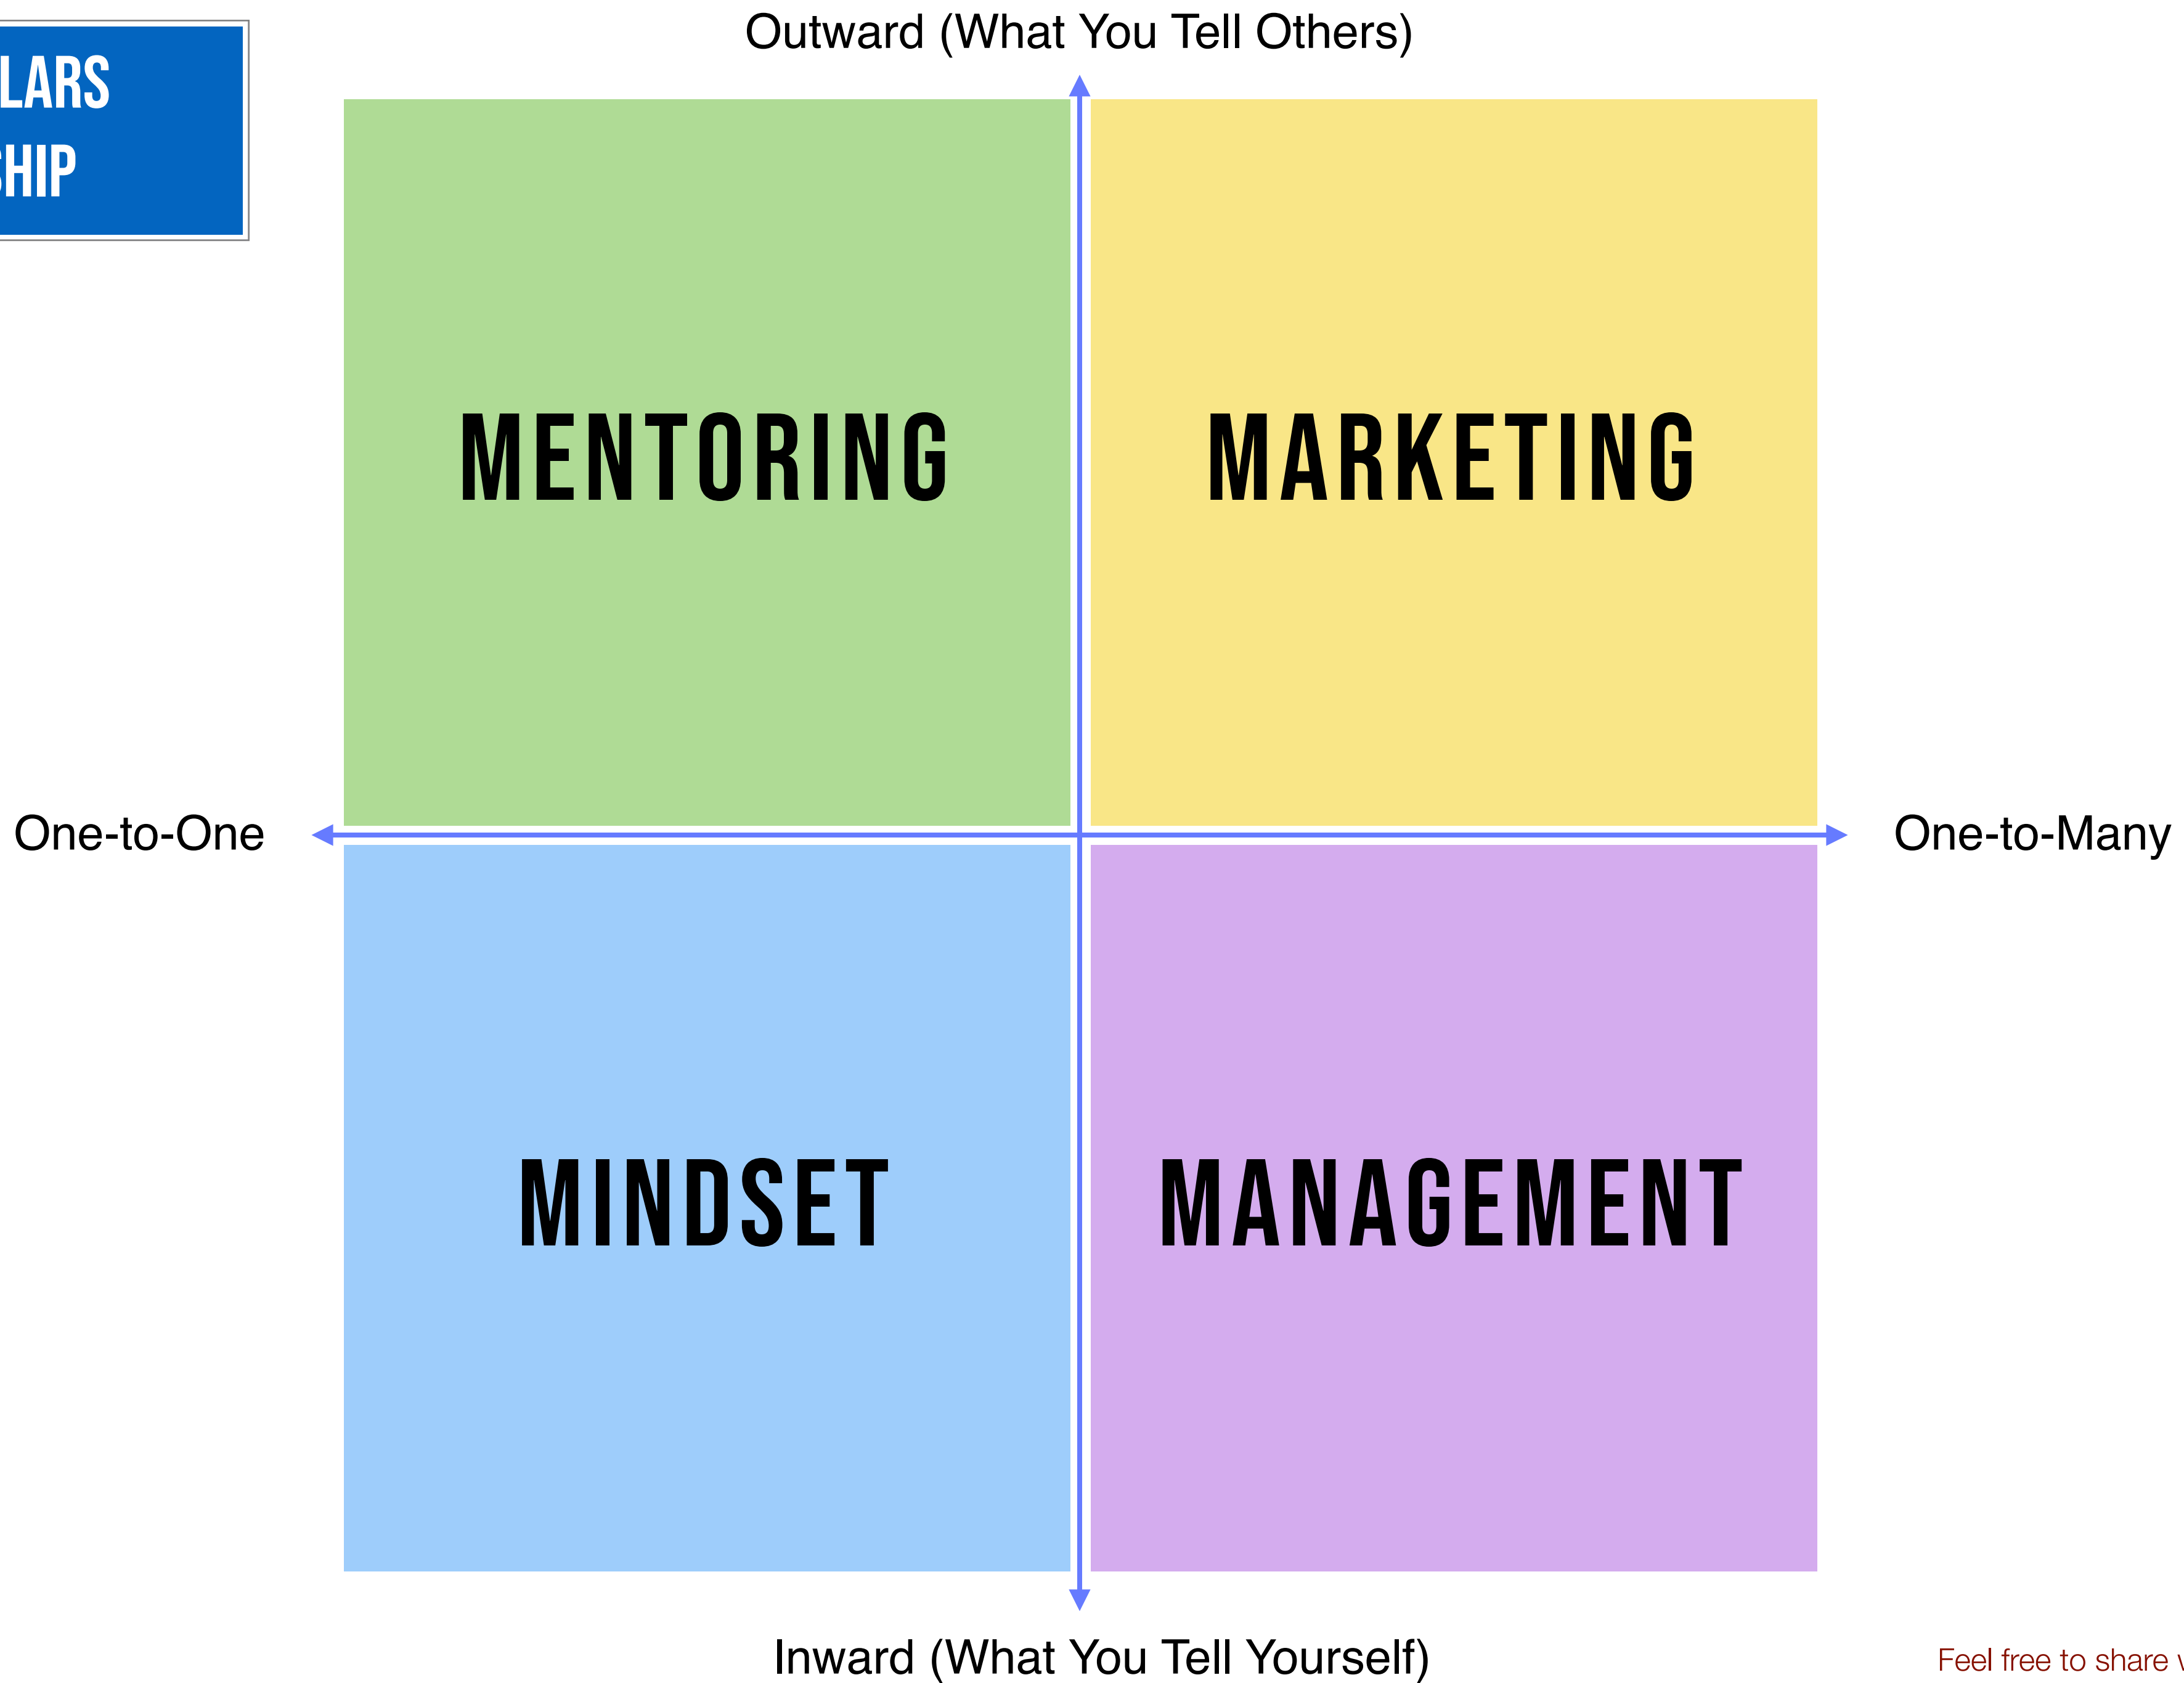 Outward (What You Tell Others)
LARS
HIP
MENTORING
MARKETING
One-to-One
One-to-Many
MINDSET
MANAGEMENT
Inward (What You Tell Yourself)
Feel free to share